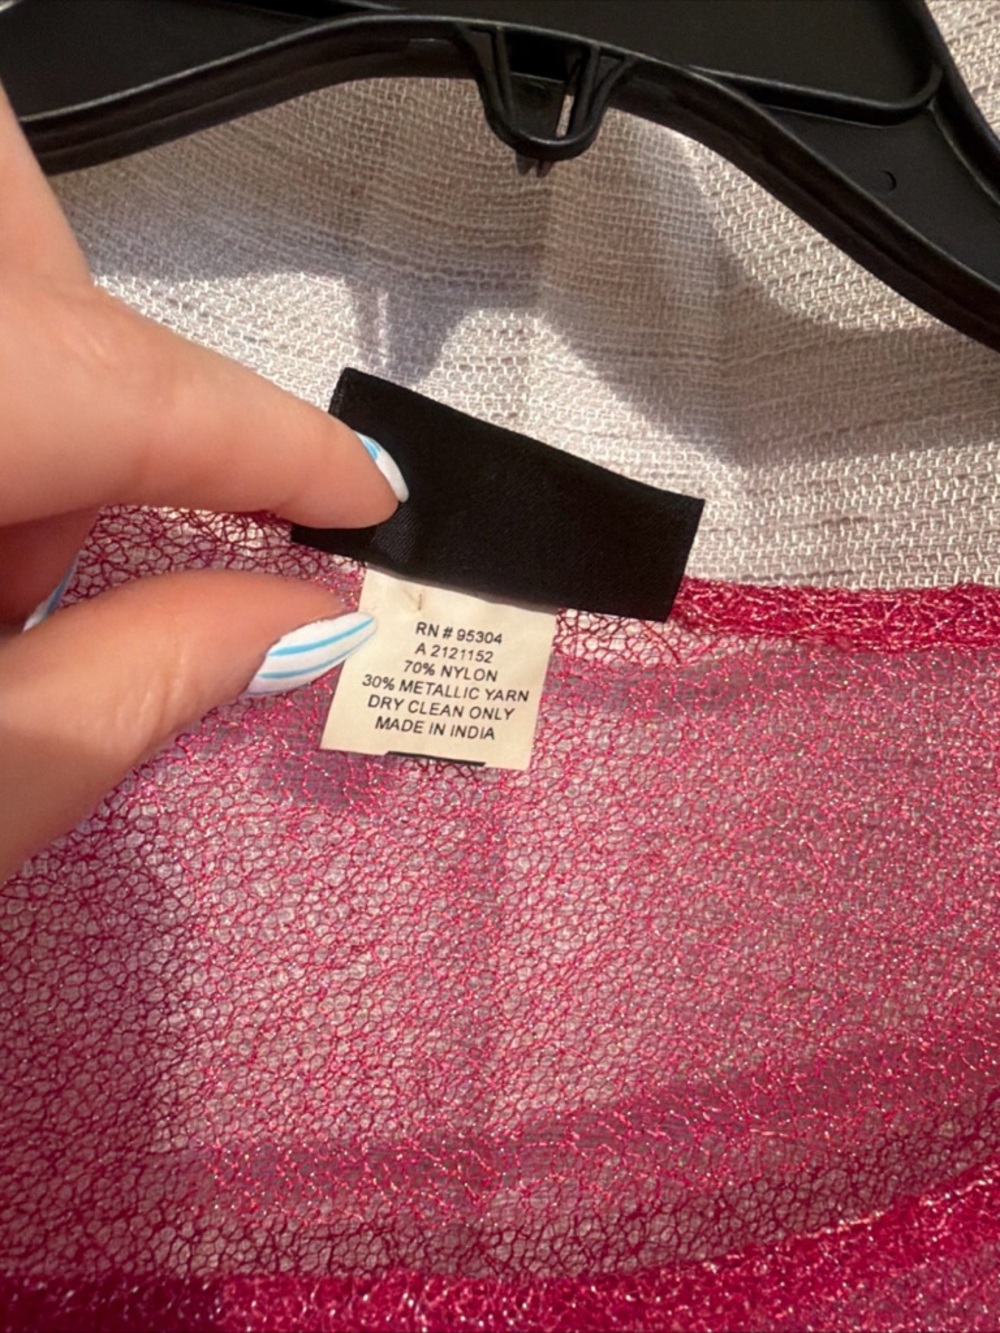 RN # 95304
A 2121152
70% NYLON
30% METALLIC YARN
DRY CLEAN ONLY
MADE IN INDIA